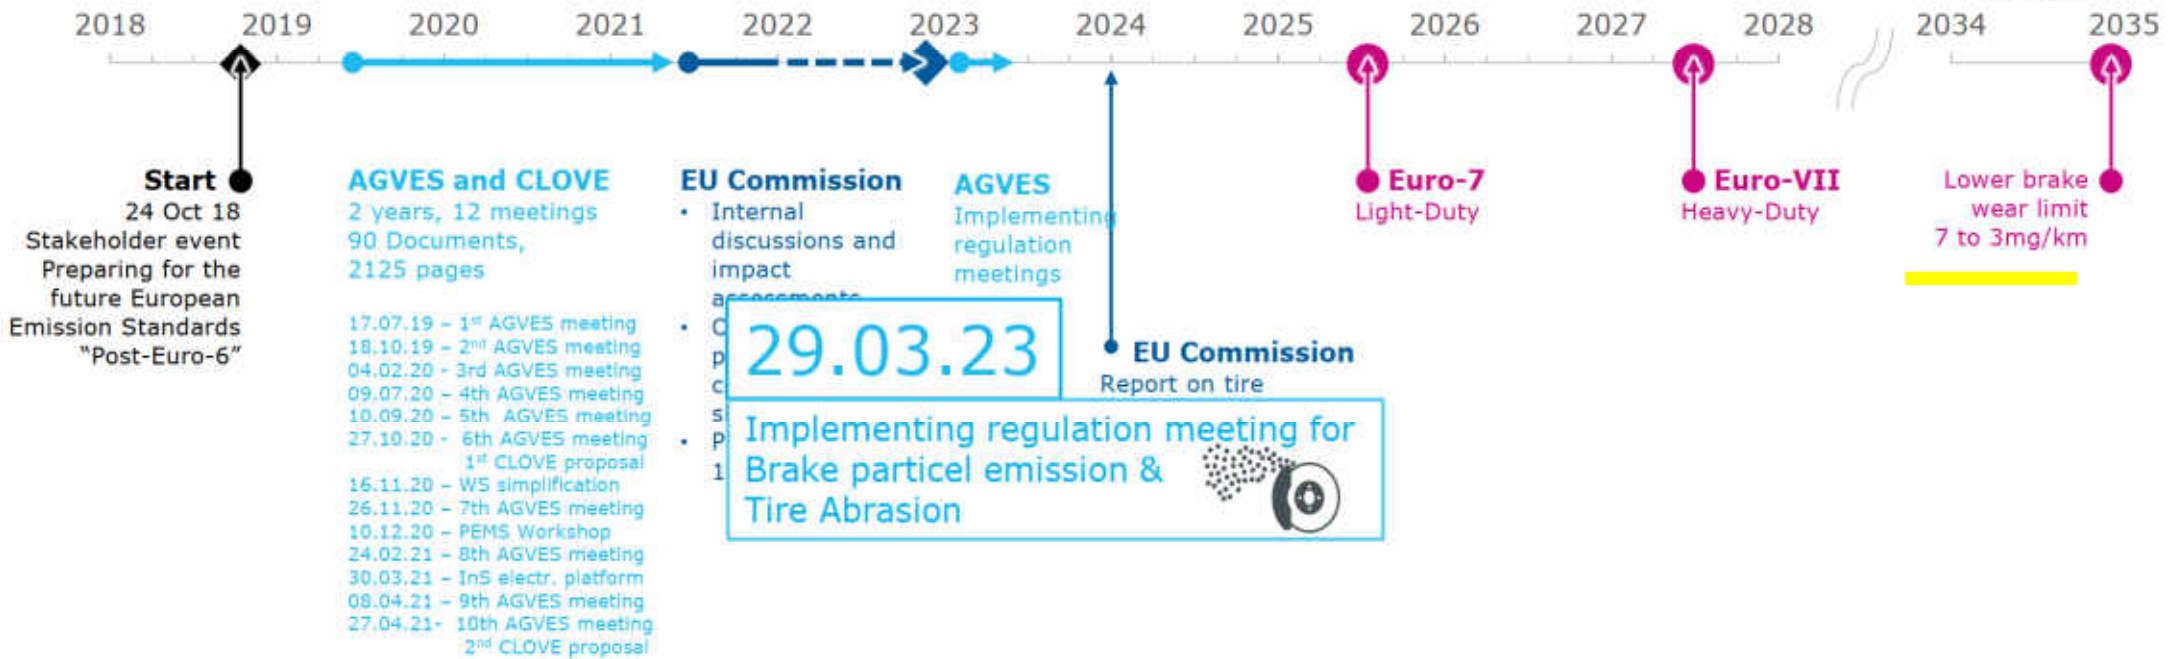 2018 2019 2020 2021 2022 2023 2024 2025 2026 2027 2028 2034 2035
Start
24 Oct 18
Stakeholder event
Preparing for the
future European
Emission Standards
“Post-Euro-6”
AGVES and CLOVE
2 years, 12 meetings
90 Documents,
2125 pages
17.07.19 – 1st AGVES meeting
18.10.19 – 2nd AGVES meeting
04.02.20 - 3rd AGVES meeting
09.07.20 – 4th AGVES meeting
10.09.20 – 5th AGVES meeting
27.10.20 - 6th AGVES meeting
1st CLOVE proposal
16.11.20 – WS simplification
26.11.20 – 7th AGVES meeting
10.12.20 – PEMS Workshop
24.02.21 – 8th AGVES meeting
30.03.21 – InS electr. platform
08.04.21 – 9th AGVES meeting
27.04.21- 10th AGVES meeting
2nd CLOVE proposal
EU Commission
• Internal
discussions and
impact
assessments
AGVES
Implementing
regulation
meetings
29.03.23
Implementing regulation meeting for
Brake particel emission &
Tire Abrasion
EU Commission
Report on tire
Euro-7
Light-Duty
Euro-VII
Heavy-Duty
Lower brake
wear limit
7 to 3mg/km